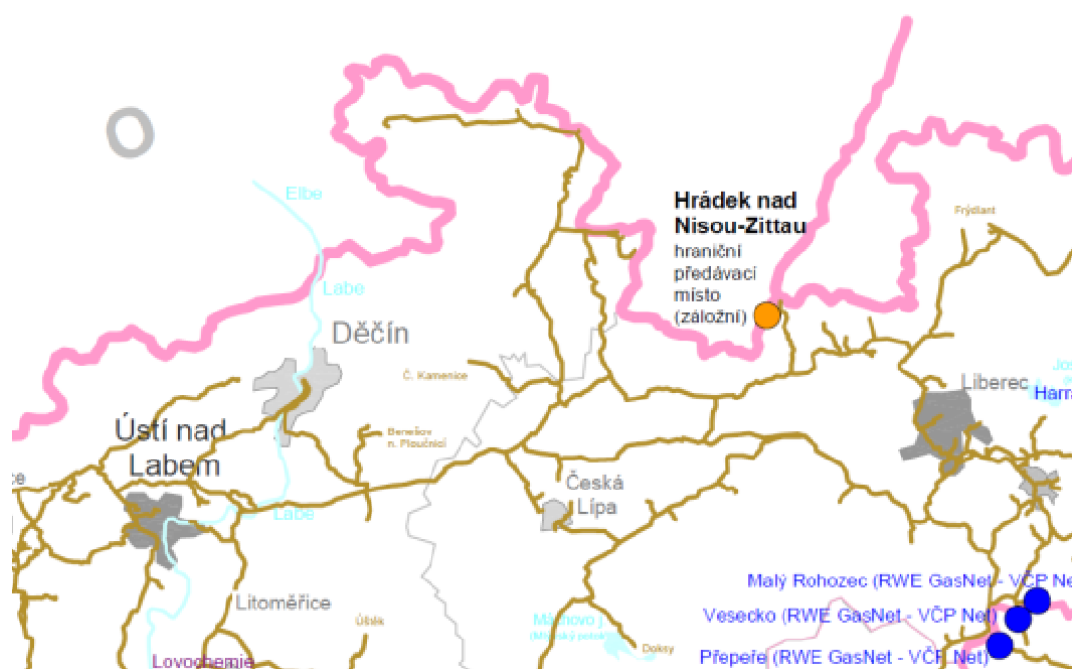 O
Elbe
Labe
Děčín
Hrádek nad
Nisou-Zittau
hraniční
předávací
místo
(záložní)
Frýdlant
Č. Kamenice
Liberec
Harra
Ústí nad
Labem
Benešov
n. Ploučnicí
ce
Labe
Česká
Lípa
Litoměřice
Úštěk
Doksy
Malý Rohozec (RWE GasNet - VČP Ne
Vesecko (RWE GasNet - VČP Net)
Přepeře (RWE GasNet - VČP Net)
Lovochemie